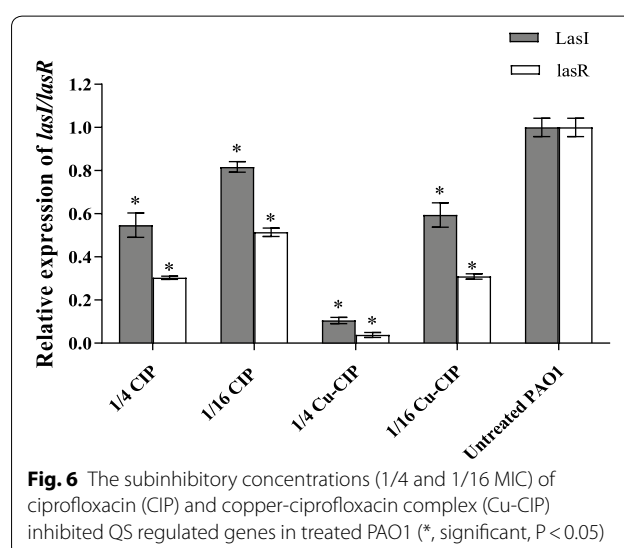 LasI
lasR
Relative expression of lasI/lasR
1.2
1.0
0.8
0.6
0.4
0.2
0.0
* * * * * * * *
1/4 CIP
1/16 CIP
1/4 Cu-CIP
1/16 Cu-CIP
Untreated PAO1
Fig. 6 The subinhibitory concentrations (1/4 and 1/16 MIC) of
ciprofloxacin (CIP) and copper-ciprofloxacin complex (Cu-CIP)
inhibited QS regulated genes in treated PAO1 (*, significant, P < 0.05)